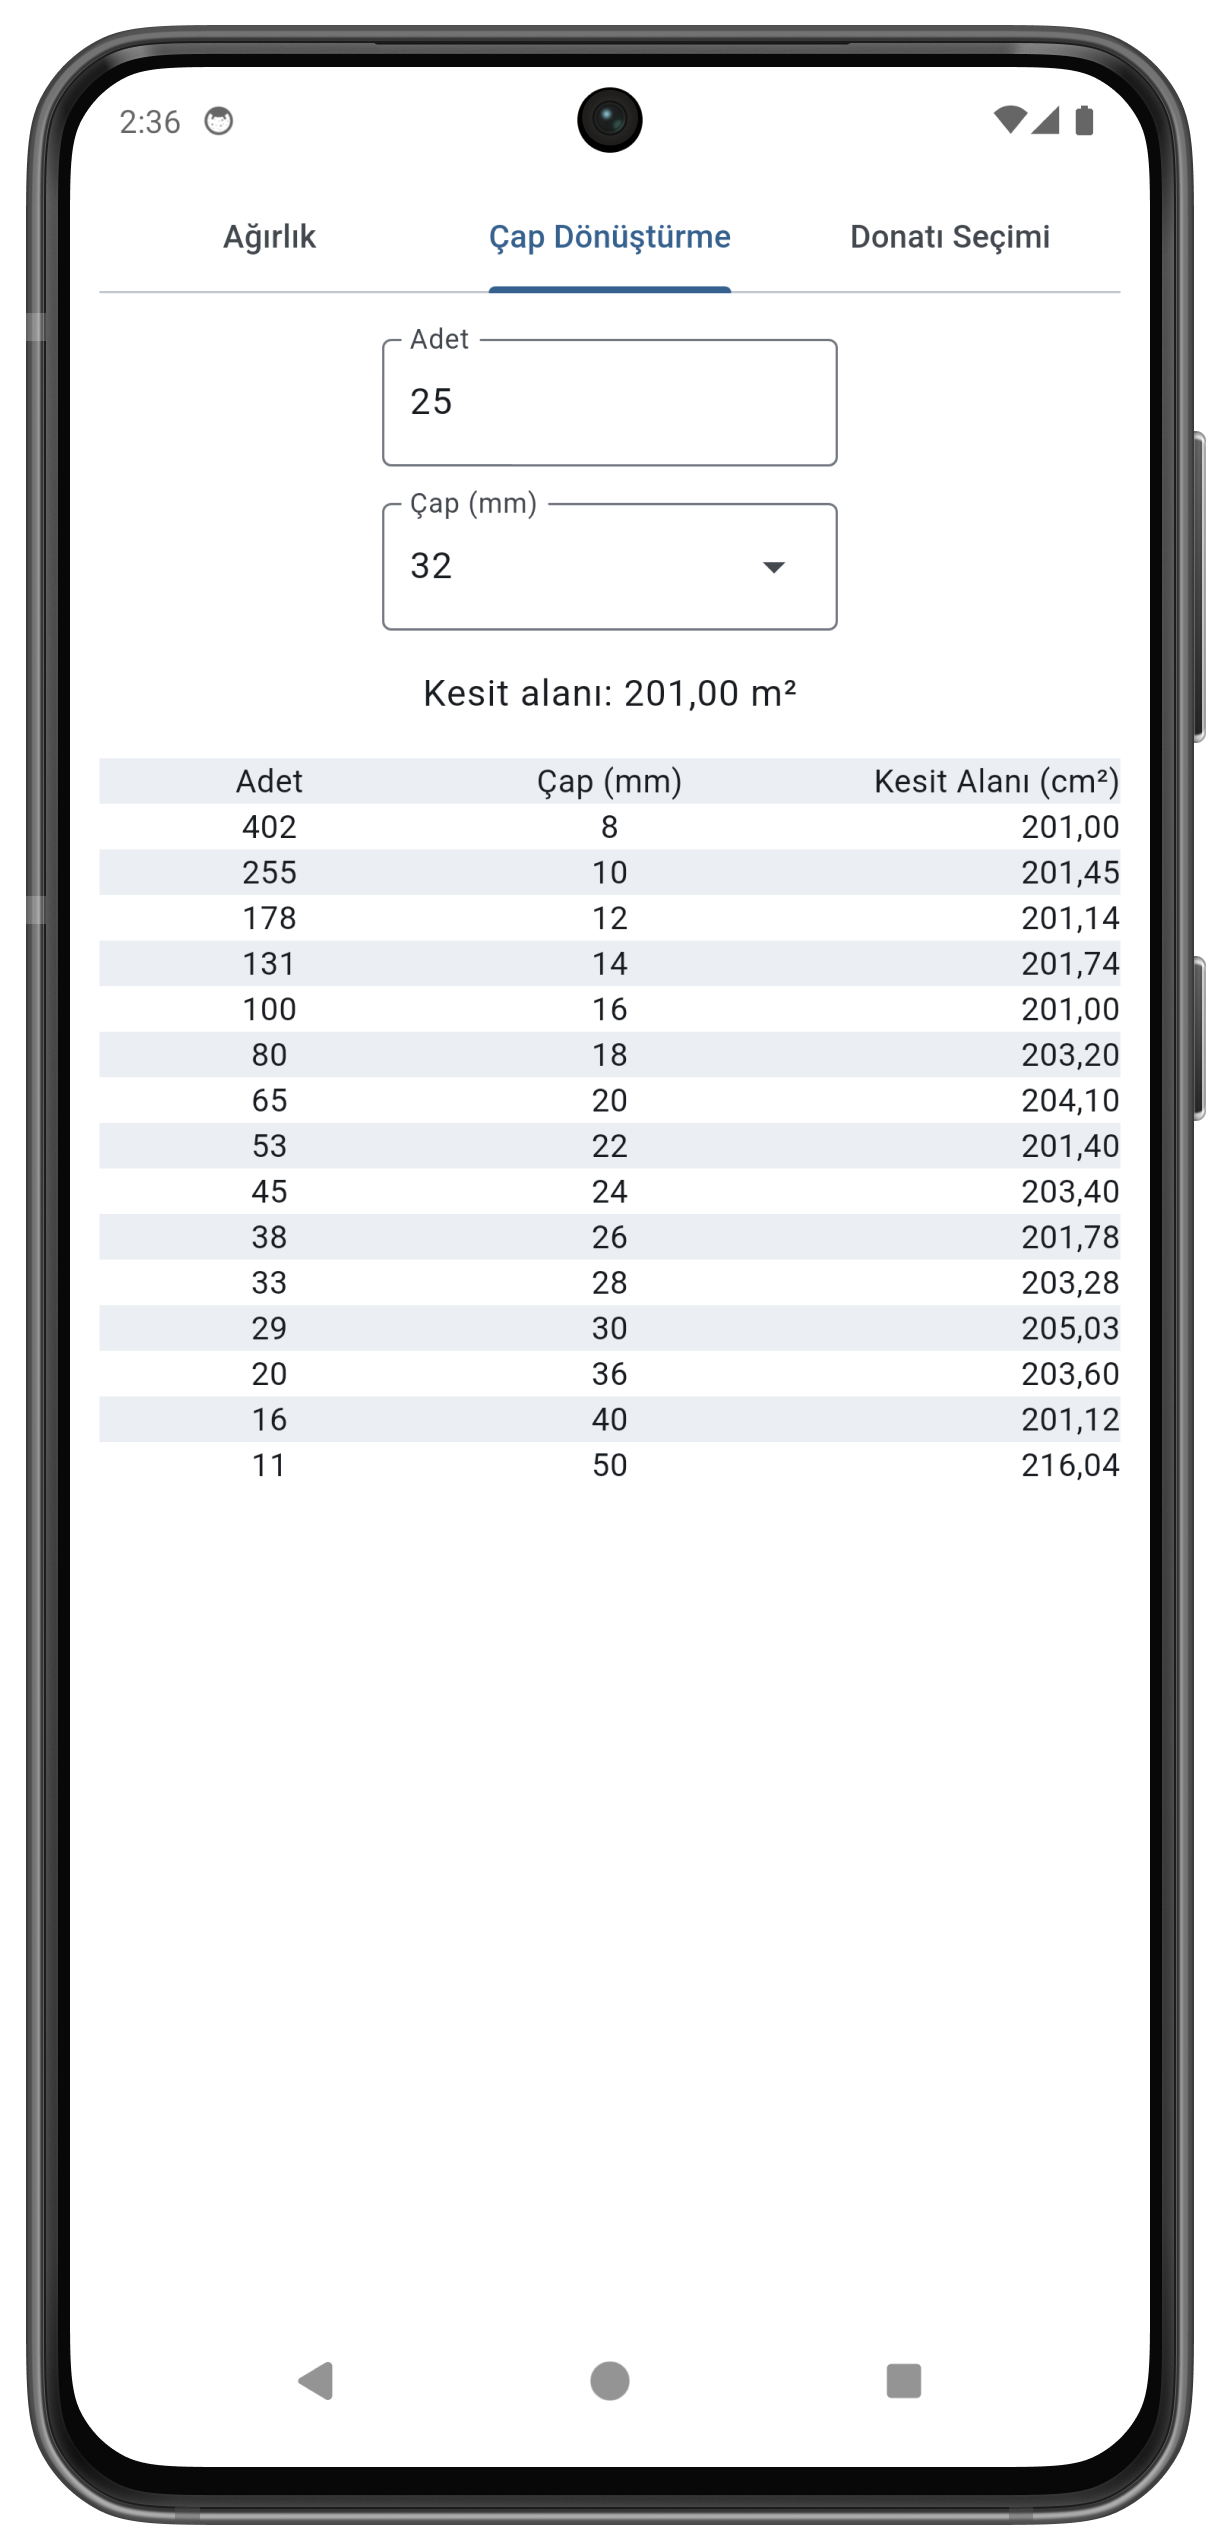 2:36
Ağırlık Çap Dönüştürme Donatı Seçimi
Adet
25
Çap (mm)
32
Kesit alanı: 201,00 m²
Adet Çap (mm) Kesit Alanı (cm²)
402 8 201,00
255 10 201,45
178 12 201,14
131 14 201,74
100 16 201,00
80 18 203,20
65 20 204,10
53 22 201,40
45 24 203,40
38 26 201,78
33 28 203,28
29 30 205,03
20 36 203,60
16 40 201,12
11 50 216,04